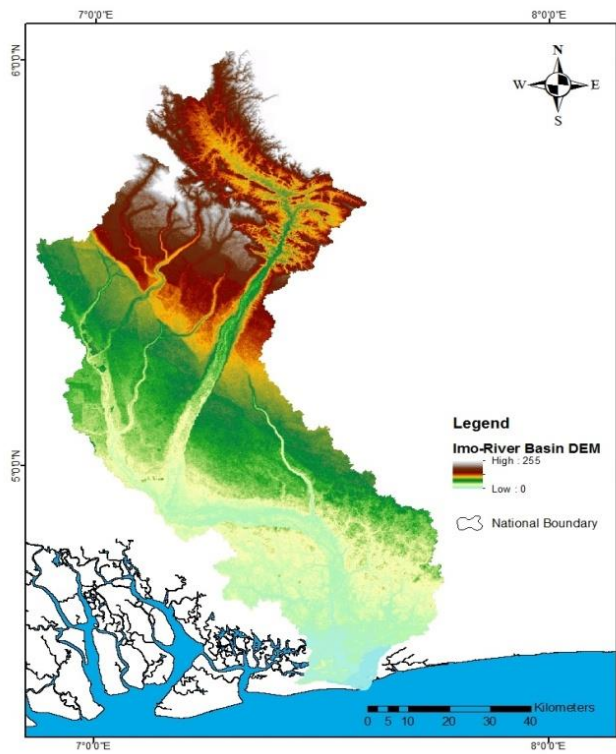 7°0'0"E
8°0'0"E
6°0'0"N
N
W
E
S
Legend
Imo-River Basin DEM
High : 255
Low : 0
5°0'0"N
National Boundary
Kilometers
0 5 10 20 30 40
7°0'0"E
8°0'0"E